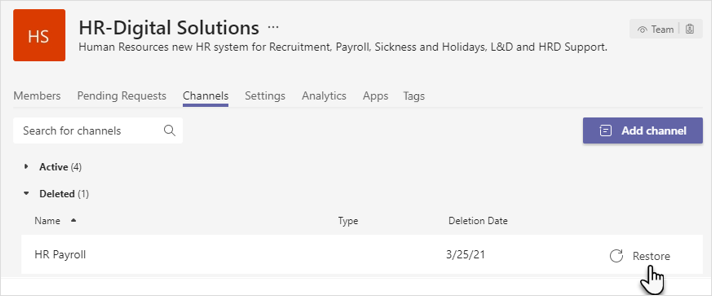 HS
HR-Digital Solutions ...
Team
Human Resources new HR system for Recruitment, Payroll, Sickness and Holidays, L&D and HRD Support.
Members Pending Requests Channels Settings Analytics Apps Tags
Search for channels
Add channel
Active (4)
Deleted (1)
Name Type Deletion Date
HR Payroll 3/25/21 Restore